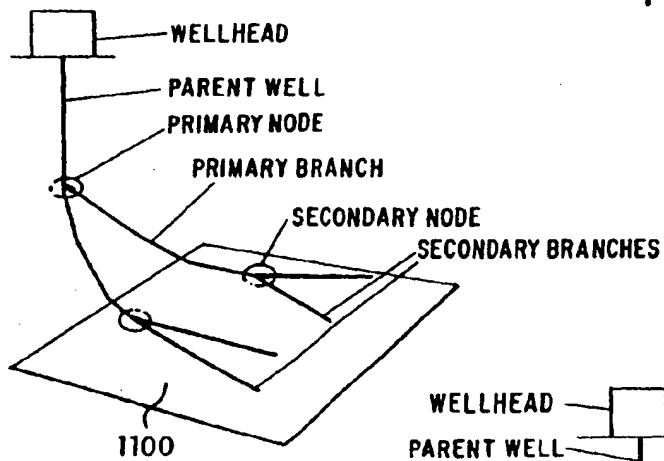 WELLHEAD
PARENT WELL
PRIMARY NODE
PRIMARY BRANCH
SECONDARY NODE
SECONDARY BRANCHES
1100
WELLHEAD
PARENT WELL